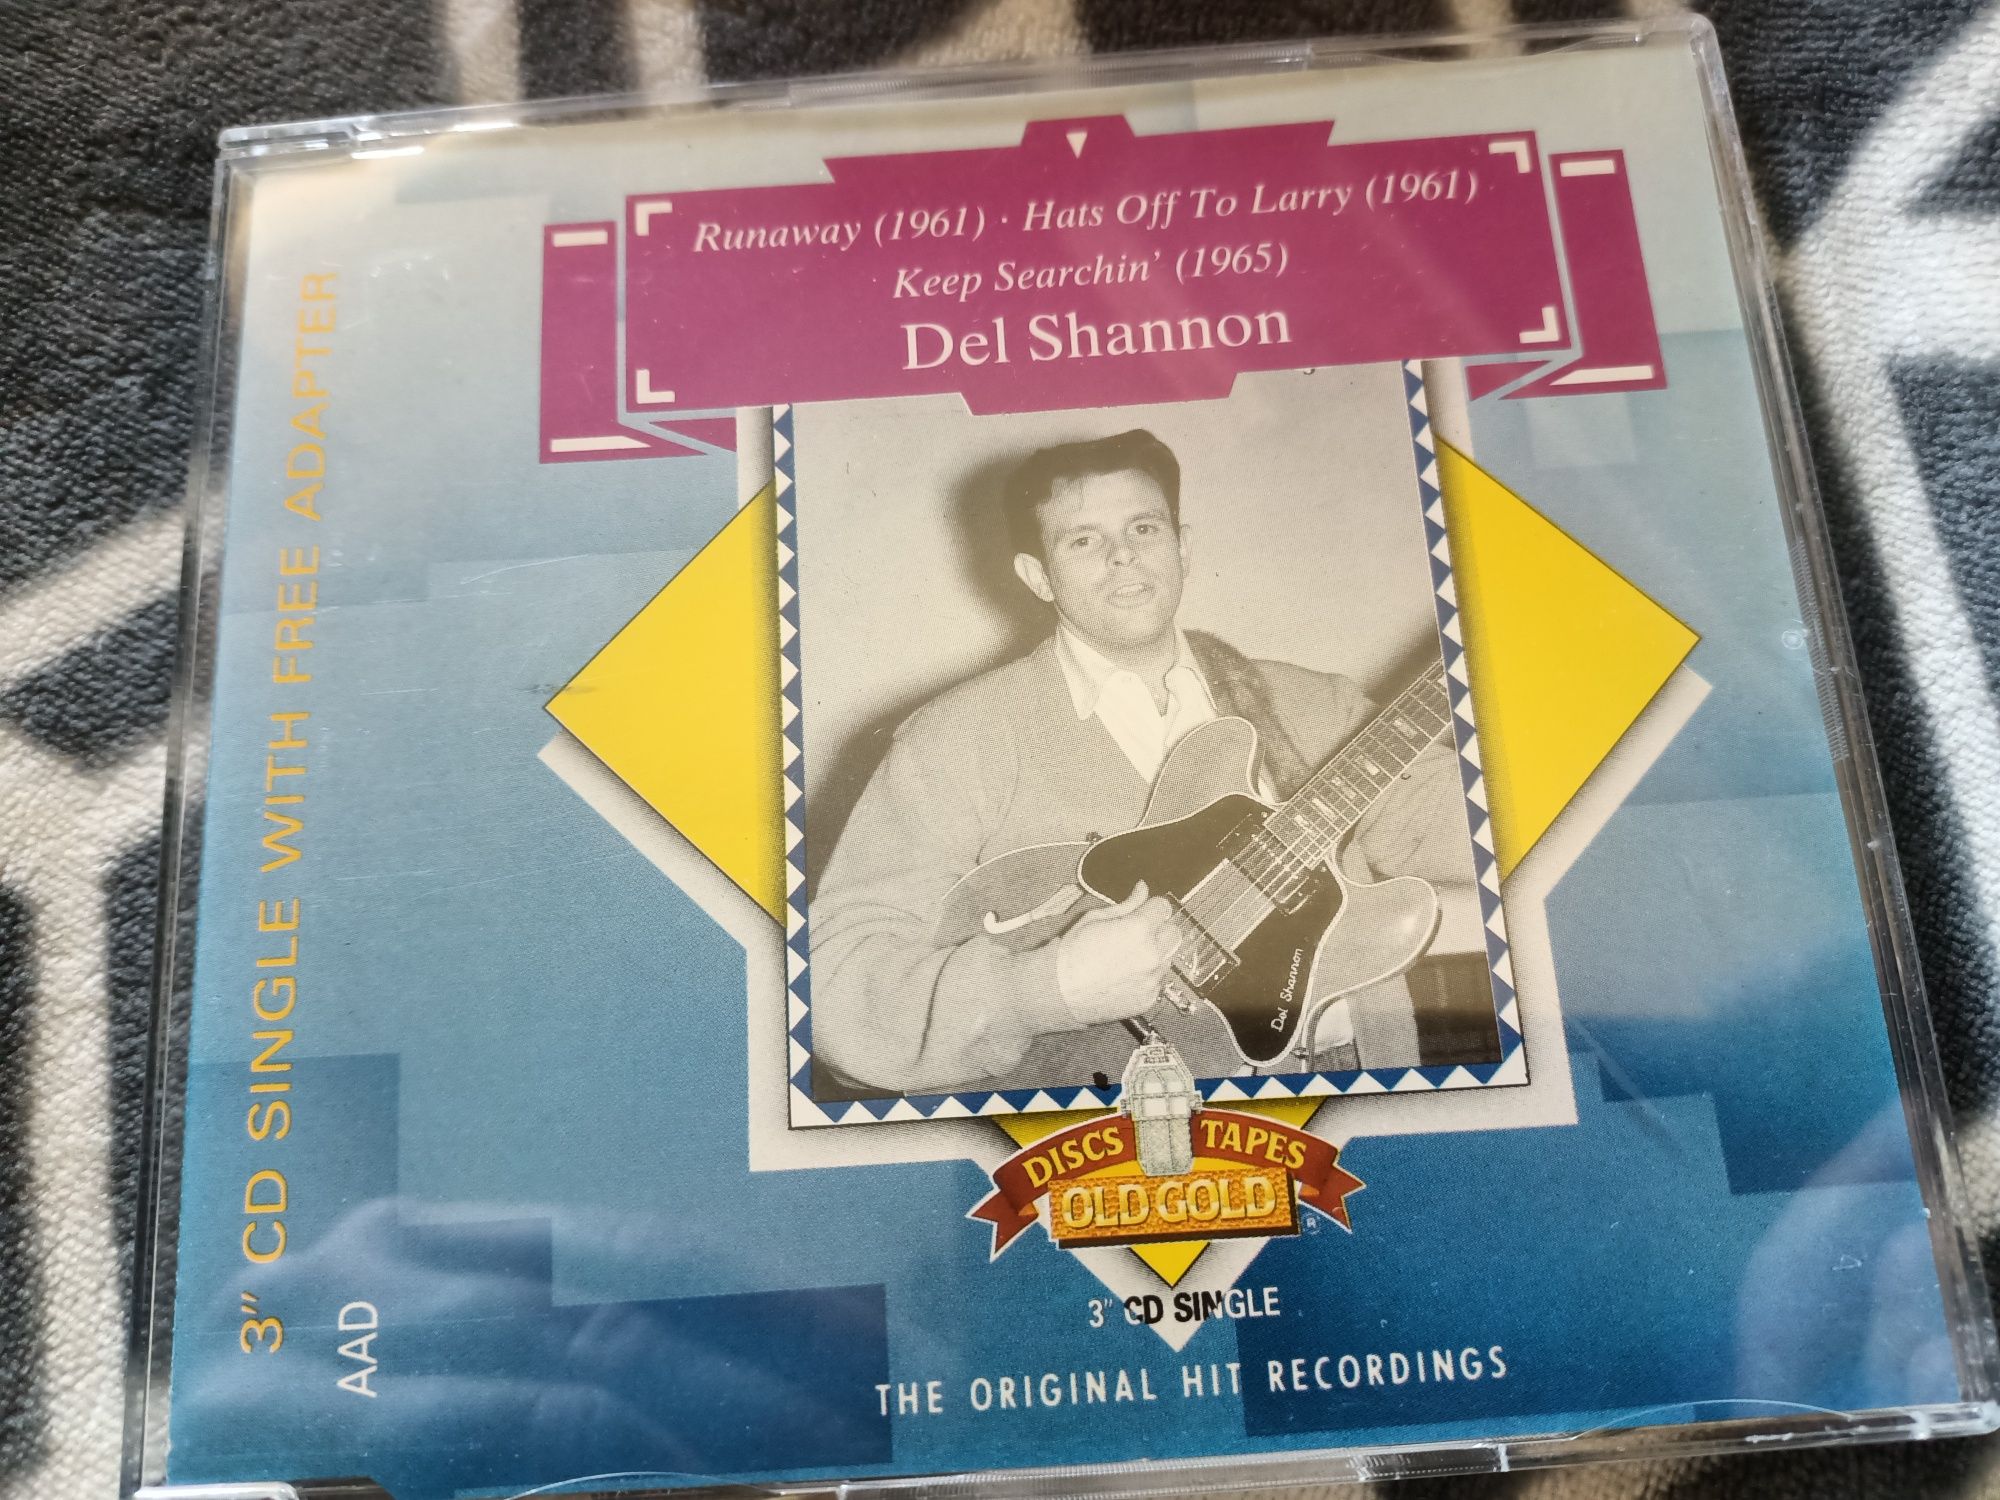 Runaway (1961) · Hats Off To Larry (1961)
Keep Searchin' (1965)
Del Shannon
3" CD SINGLE WITH FREE ADAPTER
AAD
Del Shannon
DISCS TAPES
OLD GOLD
®
3" CD SINGLE
THE ORIGINAL HIT RECORDINGS